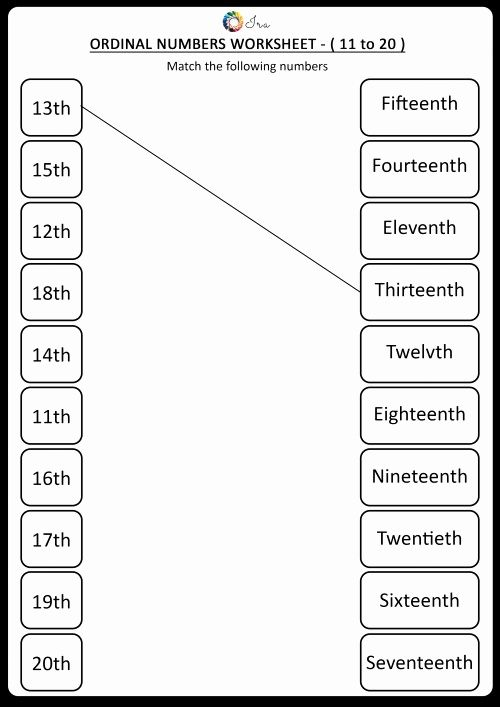 Ira
ORDINAL NUMBERS WORKSHEET - ( 11 to 20 )
Match the following numbers
13th Fifteenth
15th Fourteenth
12th Eleventh
18th Thirteenth
14th Twelvth
11th Eighteenth
16th Nineteenth
17th Twentieth
19th Sixteenth
20th Seventeenth